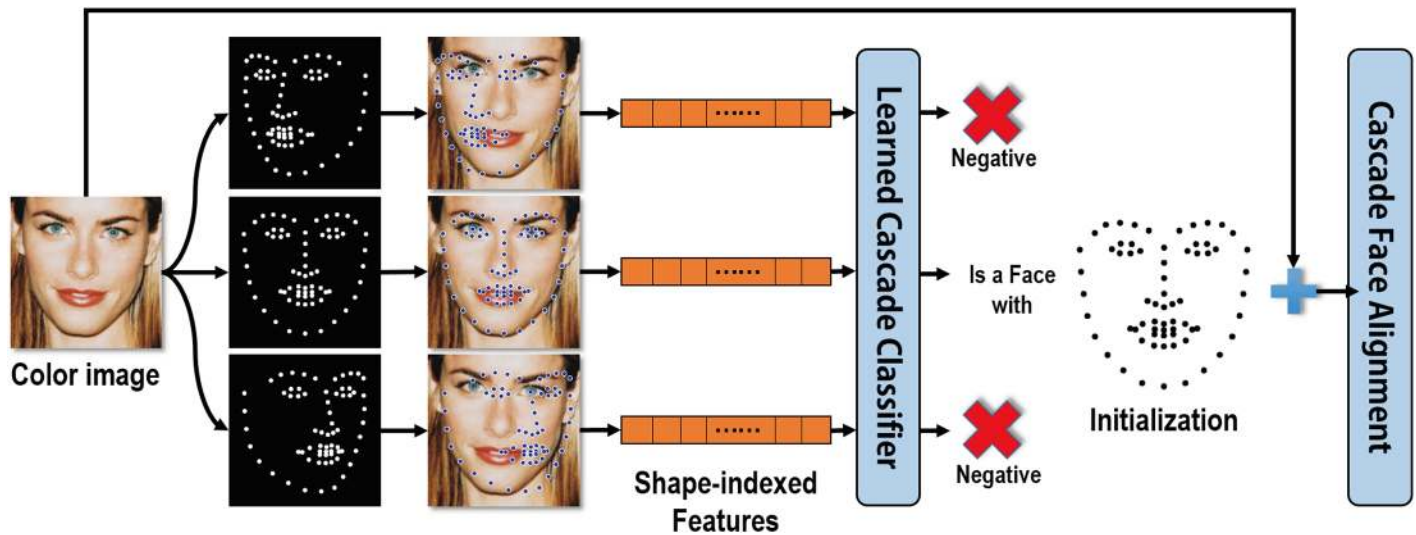 Color image
Shape-indexed
Features
Learned Cascade Classifier
Negative
Is a Face
with
Negative
Initialization
Cascade Face Alignment